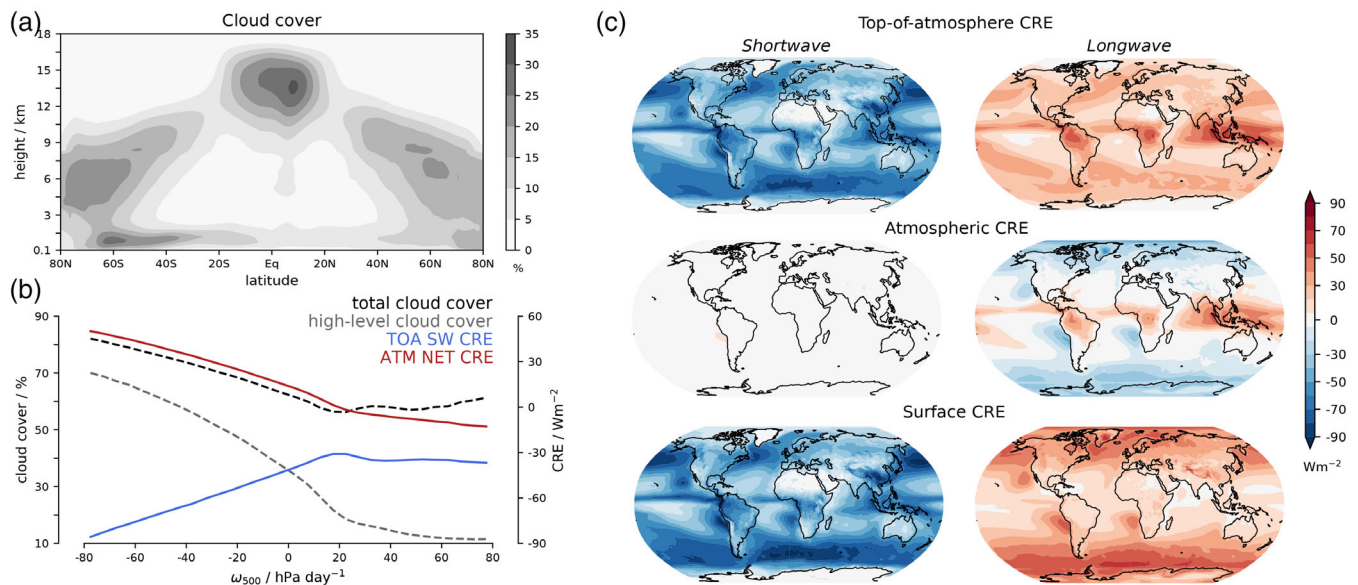 (a)
Cloud cover
18
15
12
9
6
3
0.1
height / km
80N 60S 40S 20S Eq 20N 40N 60N 80N
latitude
35
30
25
20
15
10
5
0
%
(b)
total cloud cover
high-level cloud cover
TOA SW CRE
ATM NET CRE
90
70
50
30
10
cloud cover / %
60
30
0
-30
-60
-90
CRE / Wm⁻²
-80 -60 -40 -20 0 20 40 60 80
ω₅₀₀ / hPa day⁻¹
(c)
Top-of-atmosphere CRE
Shortwave Longwave
Atmospheric CRE
Surface CRE
90
70
50
30
10
0
-10
-30
-50
-70
-90
Wm⁻²